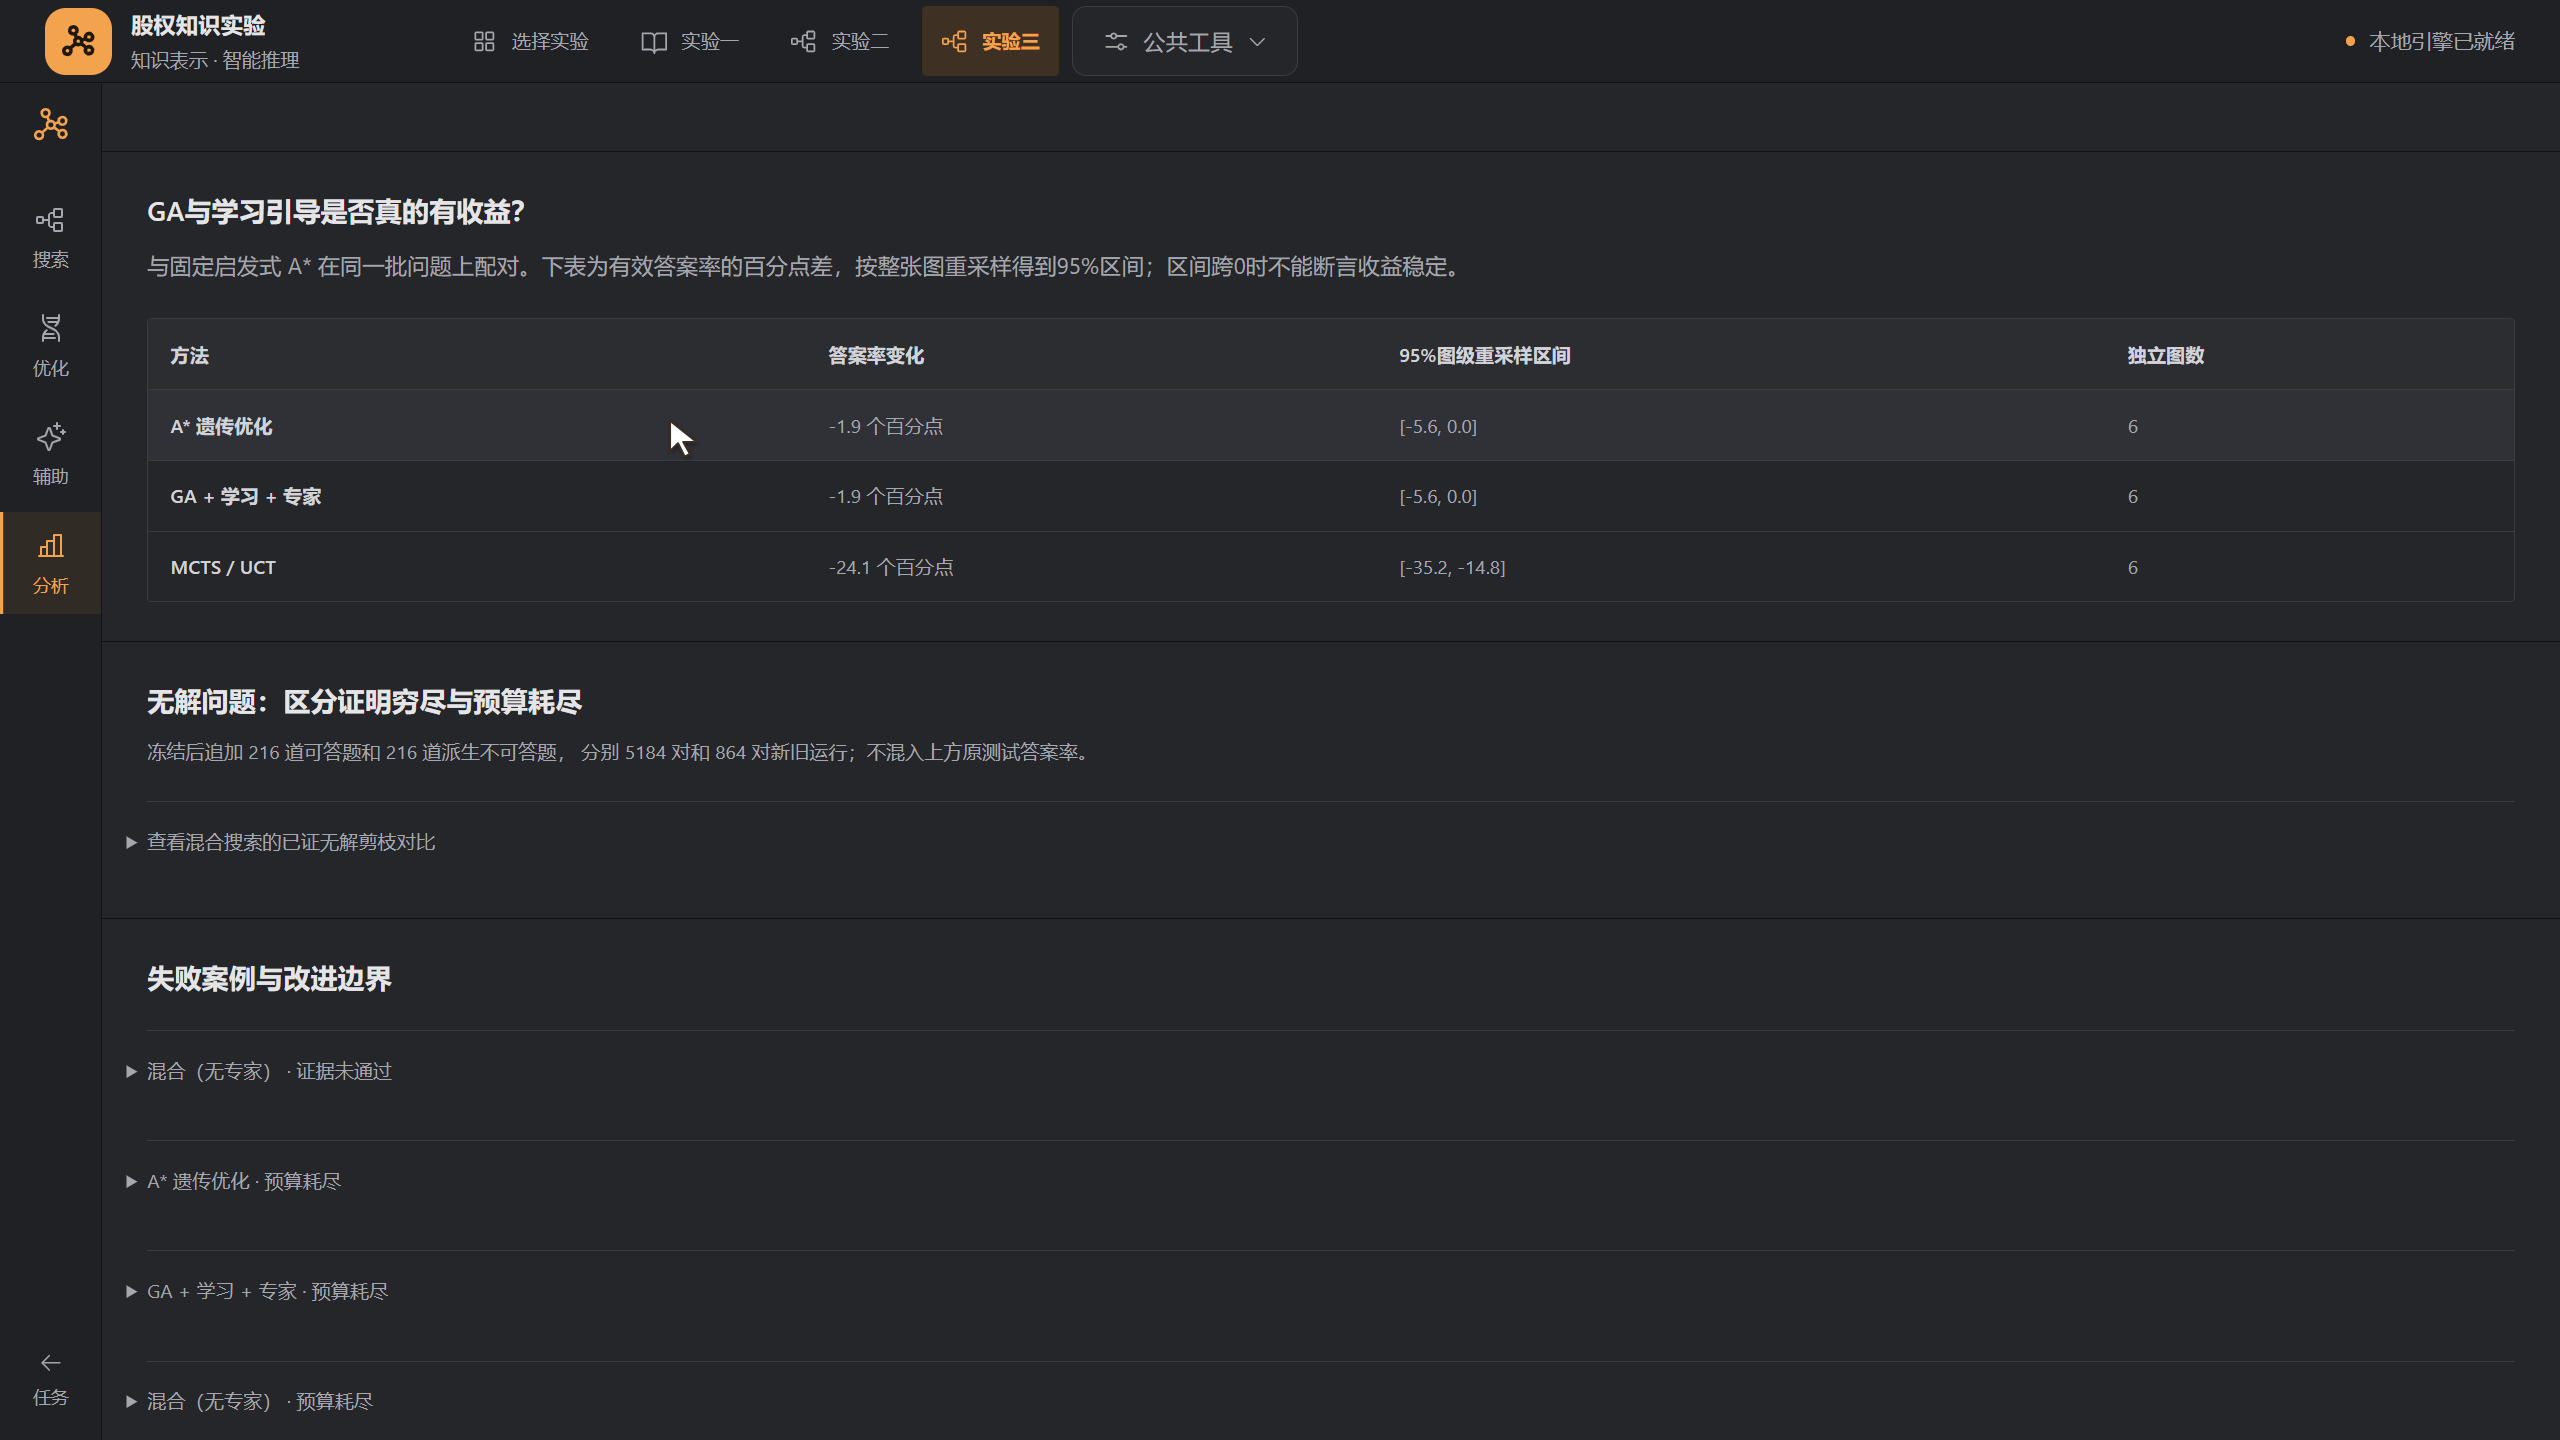 股权知识实验
知识表示 · 智能推理
选择实验
实验一
实验二
实验三
公共工具
本地引擎已就绪
搜索
优化
辅助
分析
任务
GA与学习引导是否真的有收益？
与固定启发式 A* 在同一批问题上配对。下表为有效答案率的百分点差，按整张图重采样得到95%区间；区间跨0时不能断言收益稳定。
方法 答案率变化 95%图级重采样区间 独立图数
A* 遗传优化 -1.9 个百分点 [-5.6, 0.0] 6
GA + 学习 + 专家 -1.9 个百分点 [-5.6, 0.0] 6
MCTS / UCT -24.1 个百分点 [-35.2, -14.8] 6
无解问题：区分证明穷尽与预算耗尽
冻结后追加 216 道可答题和 216 道派生不可答题， 分别 5184 对和 864 对新旧运行；不混入上方原测试答案率。
查看混合搜索的已证无解剪枝对比
失败案例与改进边界
混合（无专家） · 证据未通过
A* 遗传优化 · 预算耗尽
GA + 学习 + 专家 · 预算耗尽
混合（无专家） · 预算耗尽